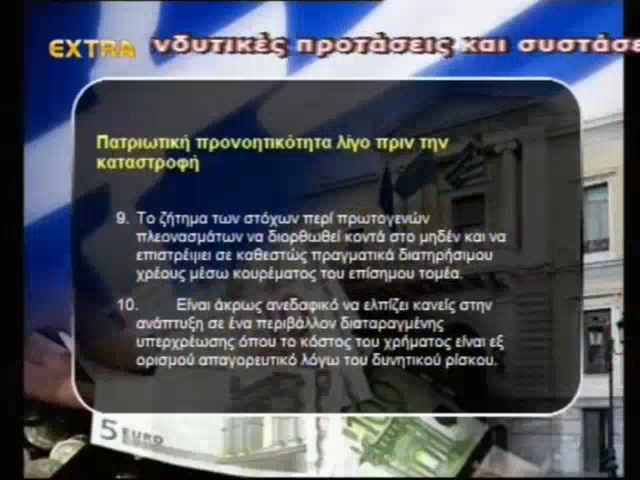 EXTRA νδυτικές προτάσεις και συστάσε
Πατριωτική προνοητικότητα λίγο πριν την
καταστροφή
9. Το ζήτημα των στόχων περί πρωτογενών
πλεονασμάτων να διορθωθεί κοντά στο μηδέν και να
επιστρέψει σε καθεστώς πραγματικά διατηρήσιμου
χρέους μέσω κουρέματος του επίσημου τομέα.
10. Είναι άκρως ανεδαφικό να ελπίζει κανείς στην
ανάπτυξη σε ένα περιβάλλον διαταραγμένης
υπερχρέωσης όπου το κόστος του χρήματος είναι εξ
ορισμού απαγορευτικό λόγω του δυνητικού ρίσκου.
5 EURO